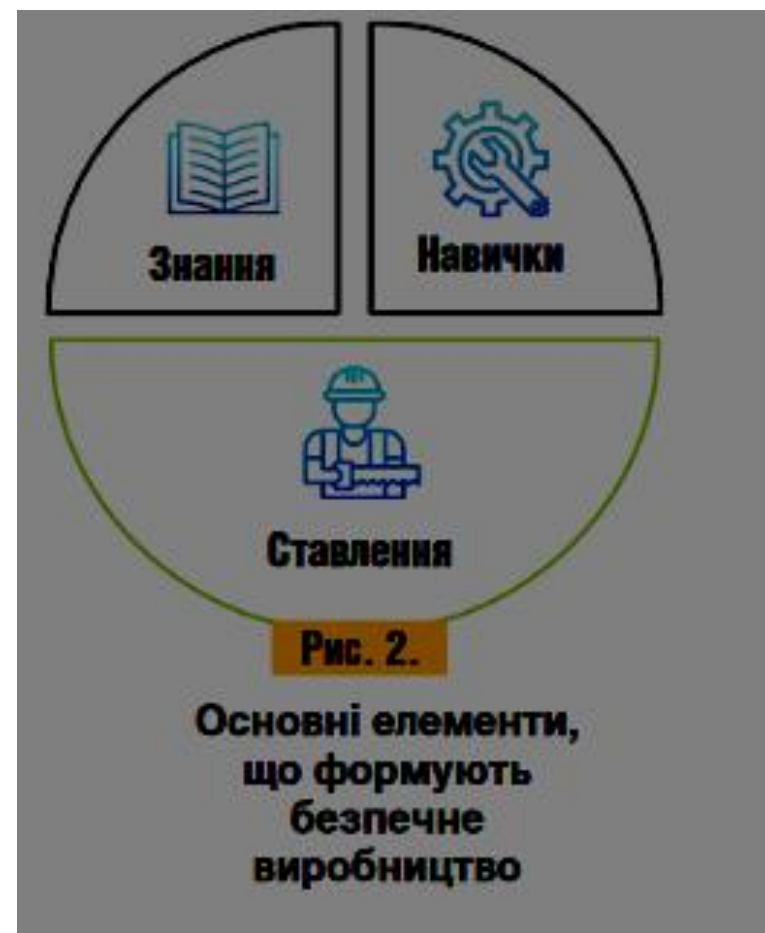 Знання
Навички
Ставлення
Рис. 2.
Основні елементи,
що формують
безпечне
виробництво